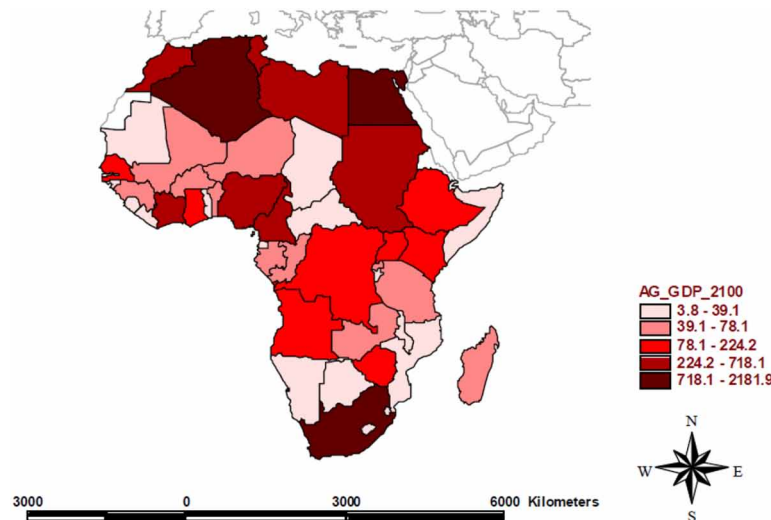 AG_GDP_2100
3.8 - 39.1
39.1 - 78.1
78.1 - 224.2
224.2 - 718.1
718.1 - 2181.9
N
W E
S
3000 0 3000 6000 Kilometers